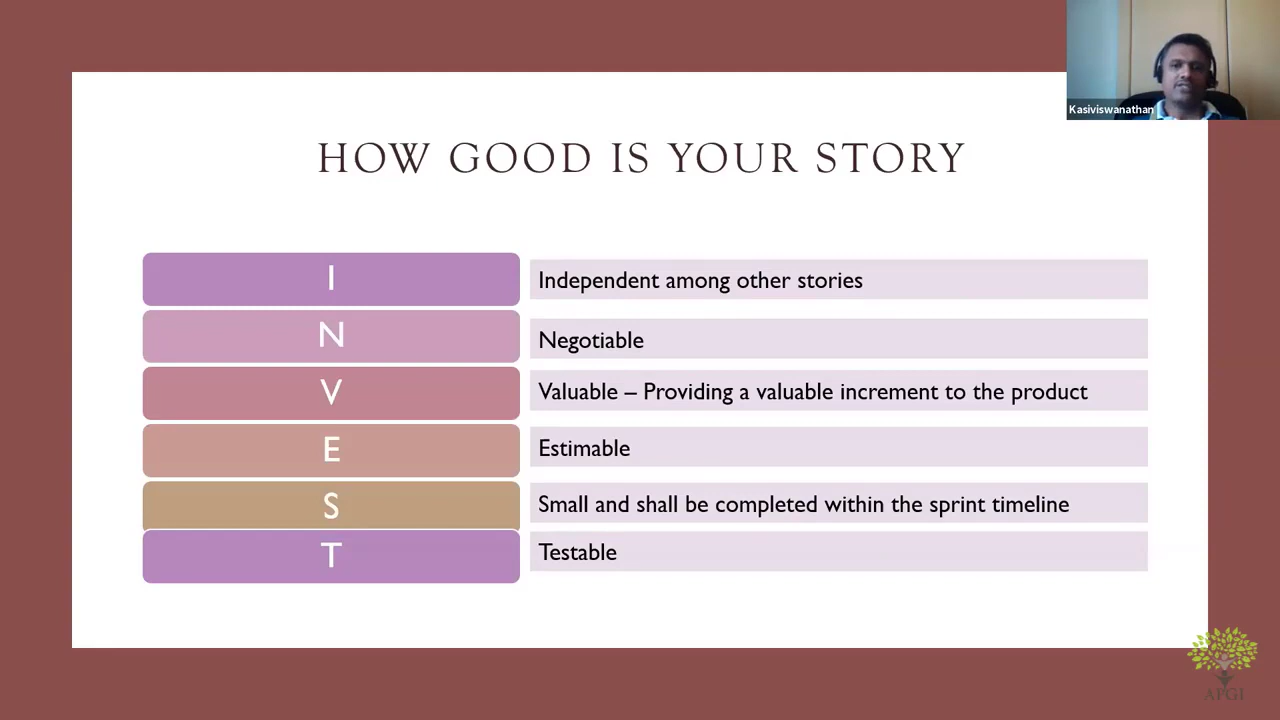 Kasiviswanathan
HOW GOOD IS YOUR STORY
I
Independent among other stories
N
Negotiable
V
Valuable – Providing a valuable increment to the product
E
Estimable
S
Small and shall be completed within the sprint timeline
T
Testable
APGI